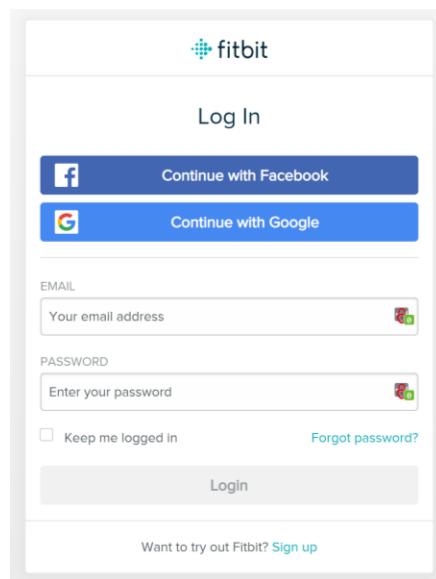 fitbit
Log In
Continue with Facebook
Continue with Google
EMAIL
Your email address
PASSWORD
Enter your password
Keep me logged in Forgot password?
Login
Want to try out Fitbit? Sign up